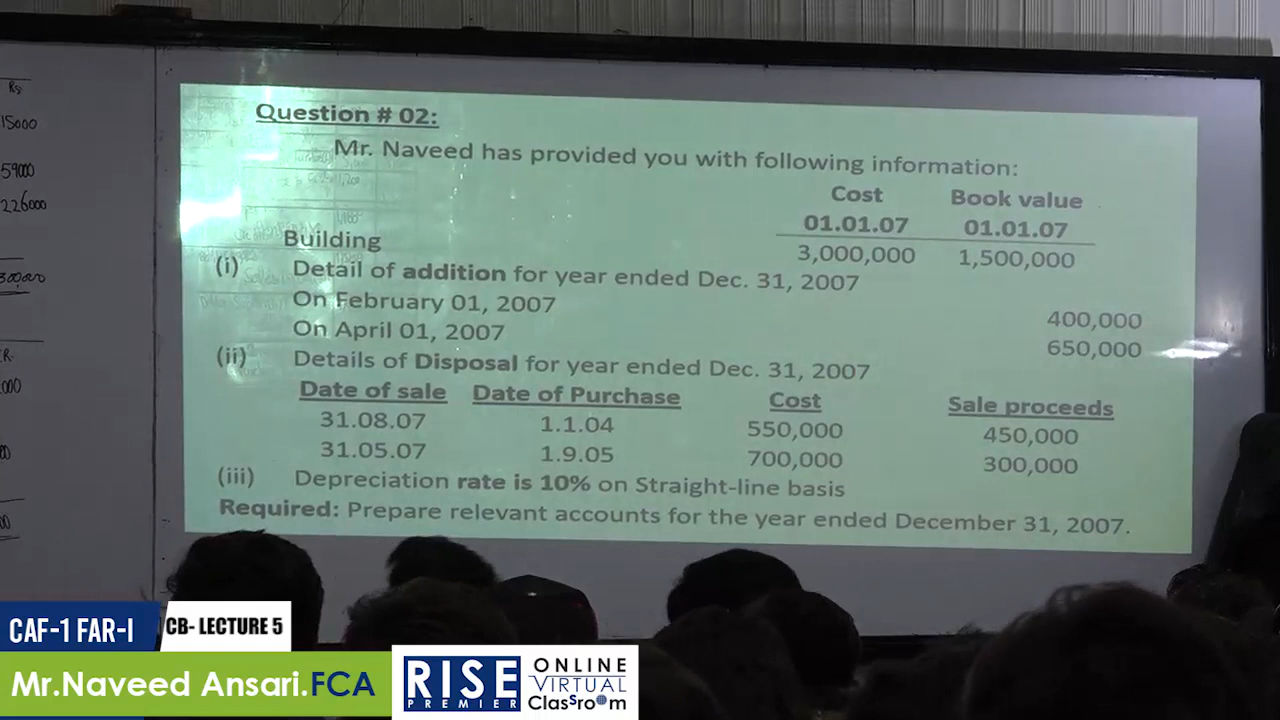 Rs.
15000
59000
226000
Question # 02:
Mr. Naveed has provided you with following information:
Cost Book value
01.01.07 01.01.07
Building 3,000,000 1,500,000
(i) Detail of addition for year ended Dec. 31, 2007
On February 01, 2007 400,000
On April 01, 2007 650,000
(ii) Details of Disposal for year ended Dec. 31, 2007
Date of sale Date of Purchase Cost Sale proceeds
31.08.07 1.1.04 550,000 450,000
31.05.07 1.9.05 700,000 300,000
(iii) Depreciation rate is 10% on Straight-line basis
Required: Prepare relevant accounts for the year ended December 31, 2007.
CAF-1 FAR-I CB- LECTURE 5
Mr.Naveed Ansari.FCA
RISE PREMIER
ONLINE
VIRTUAL
ClasSroom